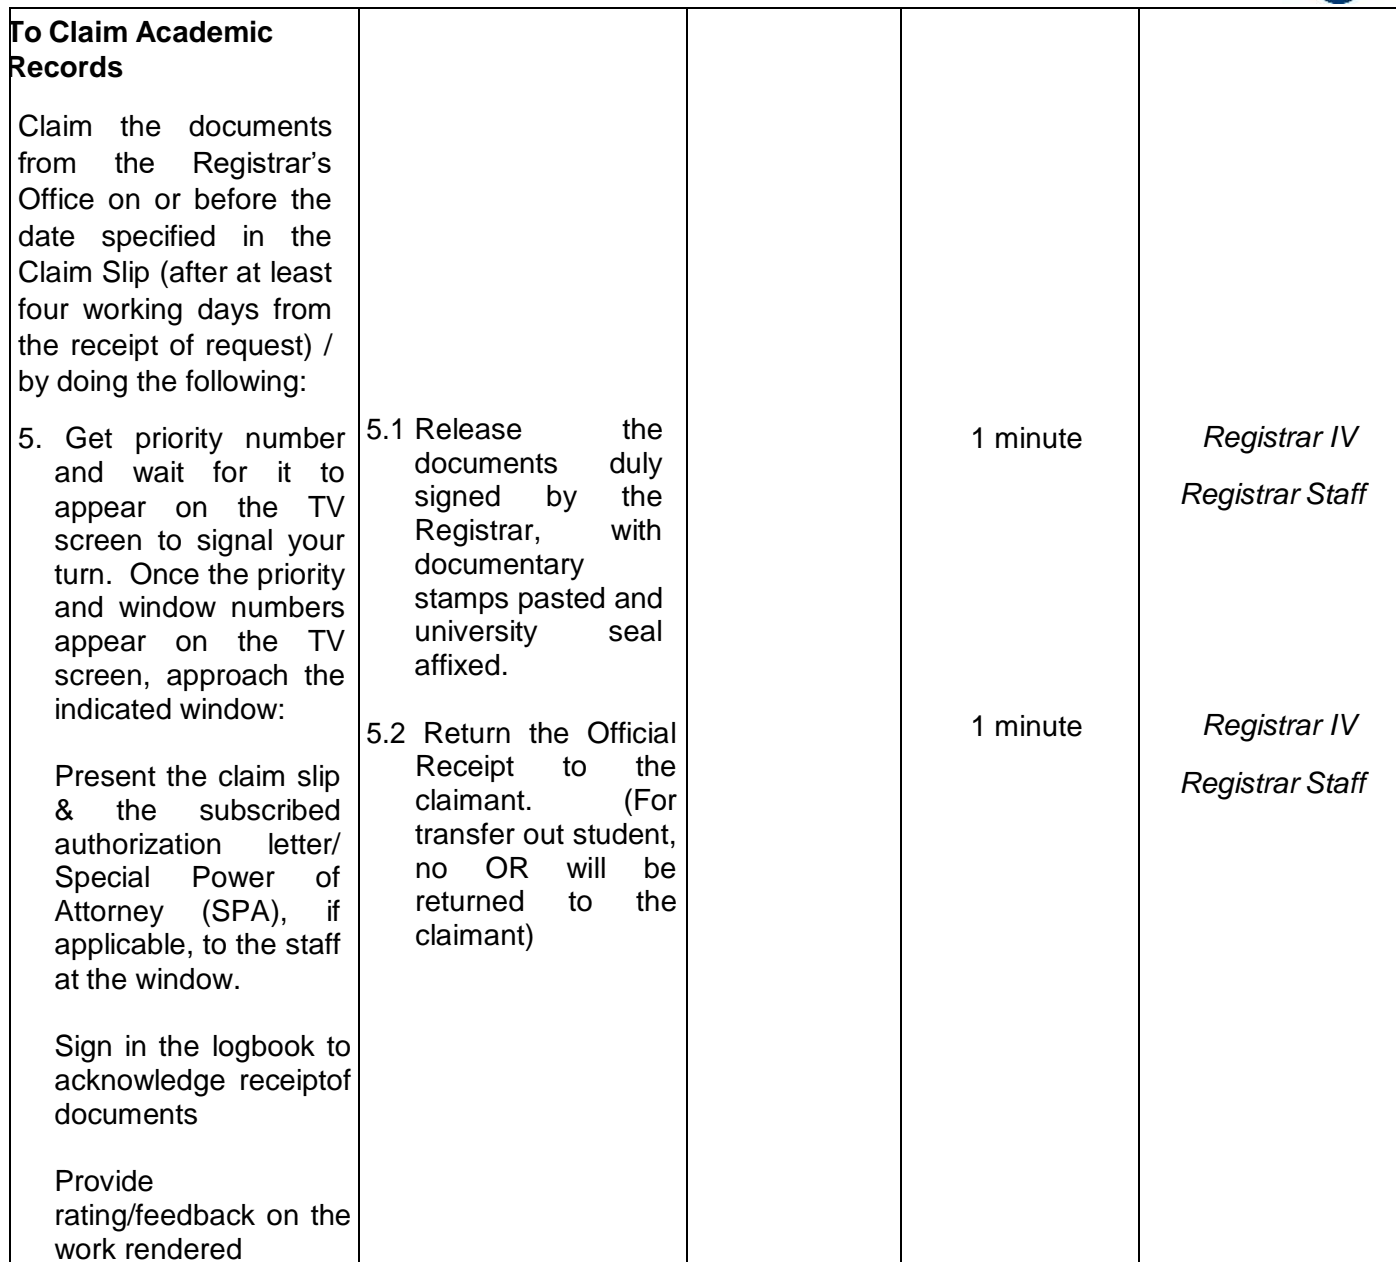 To Claim Academic
Records
Claim the documents
from the Registrar’s
Office on or before the
date specified in the
Claim Slip (after at least
four working days from
the receipt of request) /
by doing the following:
5. Get priority number
and wait for it to
appear on the TV
screen to signal your
turn. Once the priority
and window numbers
appear on the TV
screen, approach the
indicated window:
Present the claim slip
& the subscribed
authorization letter/
Special Power of
Attorney (SPA), if
applicable, to the staff
at the window.
Sign in the logbook to
acknowledge receiptof
documents
Provide
rating/feedback on the
work rendered
5.1 Release the
documents duly
signed by the
Registrar, with
documentary
stamps pasted and
university seal
affixed.
5.2 Return the Official
Receipt to the
claimant. (For
transfer out student,
no OR will be
returned to the
claimant)
1 minute
1 minute
Registrar IV
Registrar Staff
Registrar IV
Registrar Staff